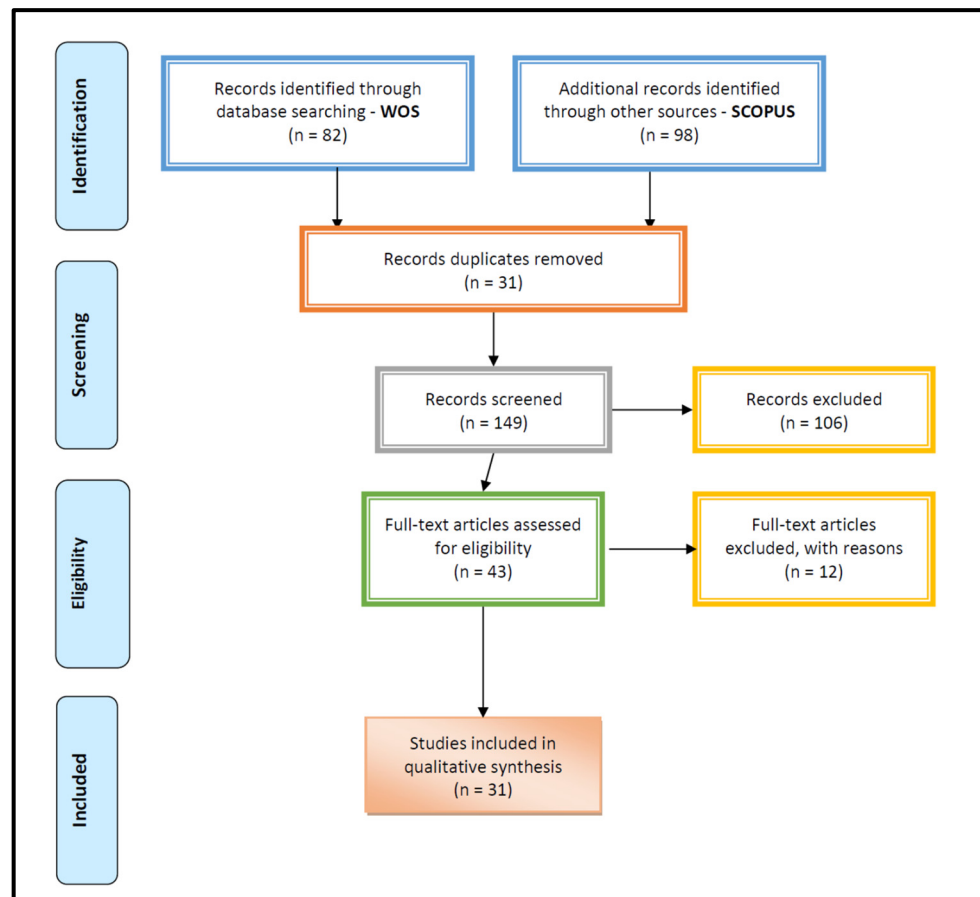 Identification
Records identified through
database searching - WOS
(n = 82)
Additional records identified
through other sources - SCOPUS
(n = 98)
Records duplicates removed
(n = 31)
Screening
Records screened
(n = 149)
Records excluded
(n = 106)
Eligibility
Full-text articles assessed
for eligibility
(n = 43)
Full-text articles
excluded, with reasons
(n = 12)
Included
Studies included in
qualitative synthesis
(n = 31)